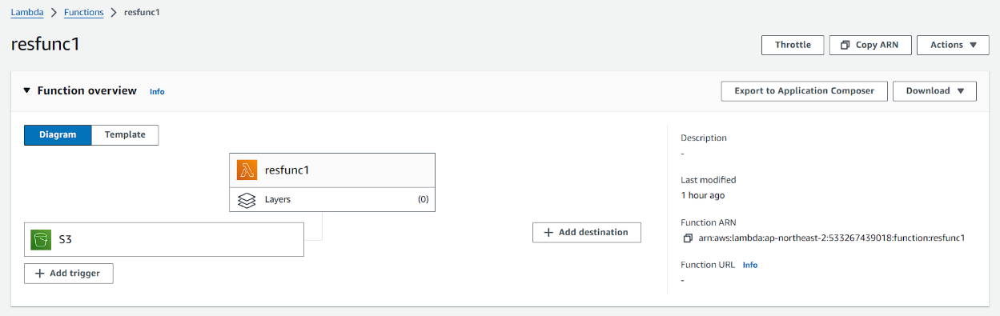 Lambda > Functions > resfunc1
resfunc1
Throttle
Copy ARN
Actions
Function overview Info
Export to Application Composer
Download
Diagram
Template
resfunc1
Layers (0)
S3
+ Add trigger
+ Add destination
Description
-
Last modified
1 hour ago
Function ARN
arn:aws:lambda:ap-northeast-2:533267439018:function:resfunc1
Function URL Info
-